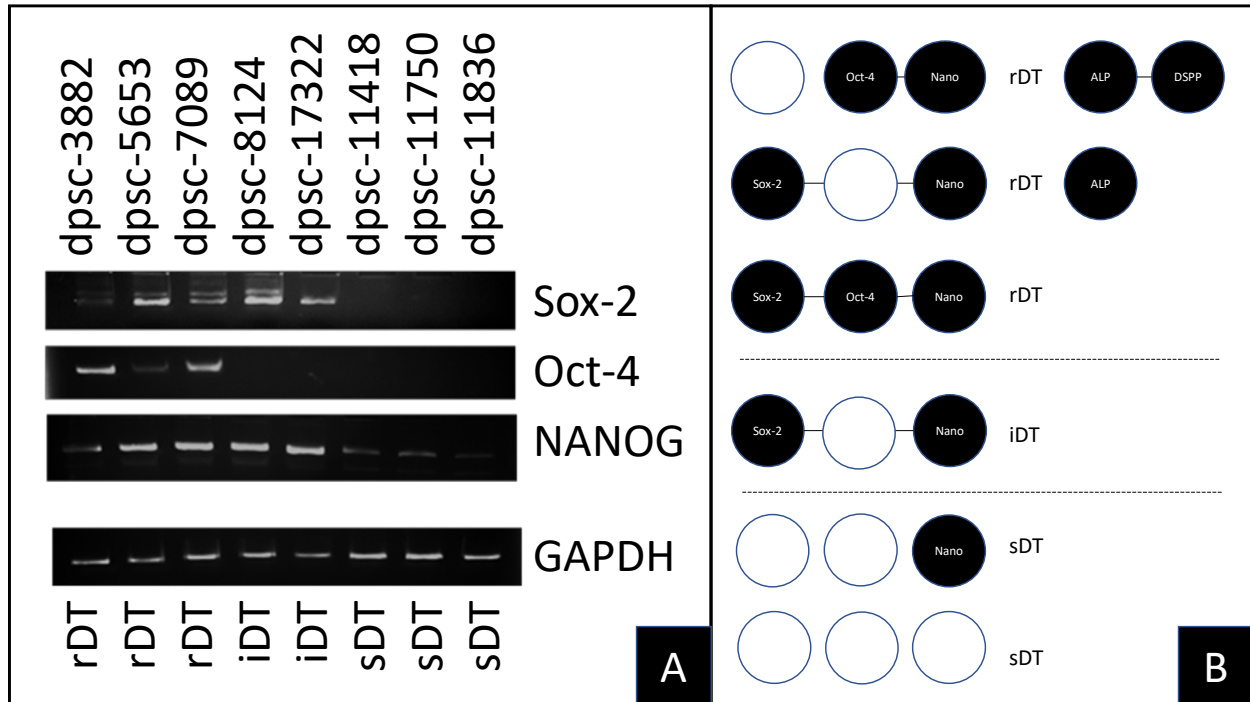 dpsc-3882
dpsc-5653
dpsc-7089
dpsc-8124
dpsc-17322
dpsc-11418
dpsc-11750
dpsc-11836
Sox-2
Oct-4
NANOG
GAPDH
rDT
rDT
rDT
iDT
iDT
sDT
sDT
sDT
A
Oct-4 Nano rDT ALP DSPP
Sox-2 Nano rDT ALP
Sox-2 Oct-4 Nano rDT
Sox-2 Nano iDT
Nano sDT
sDT
B